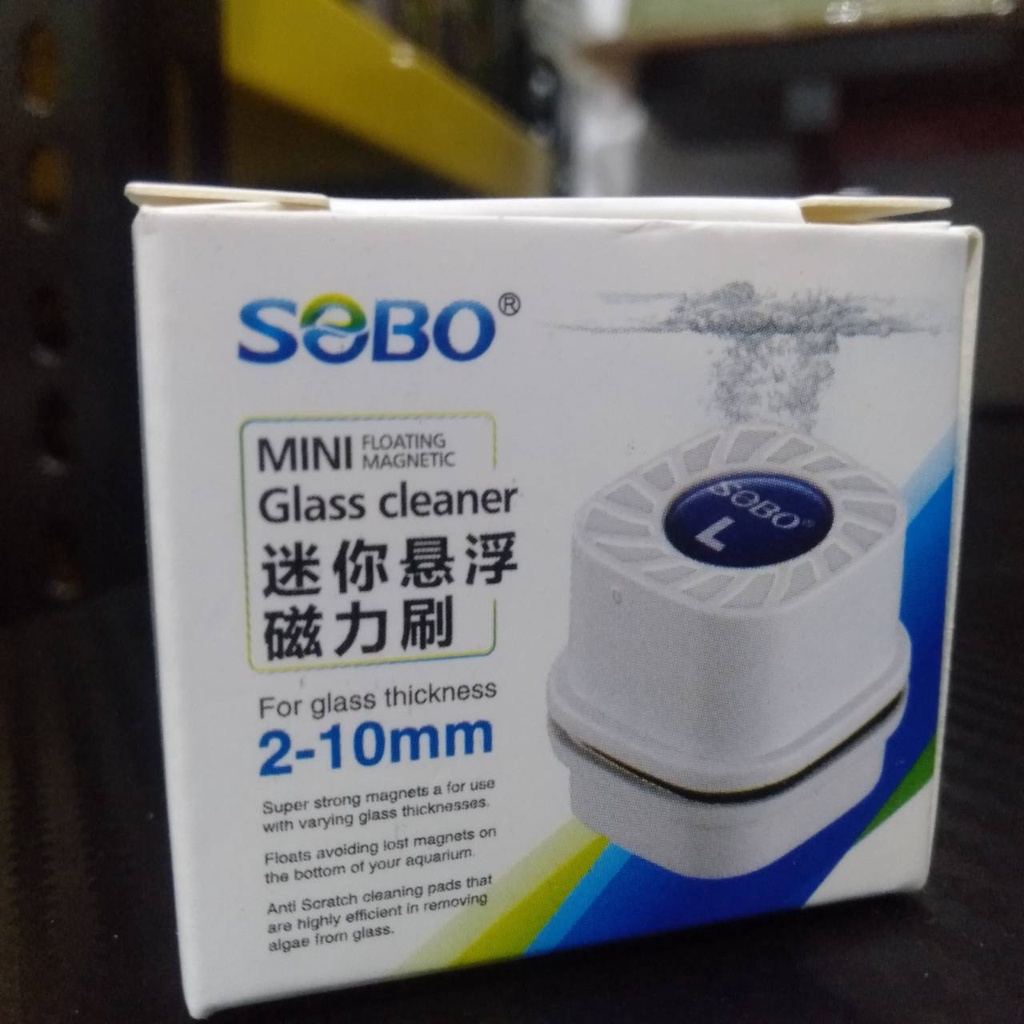 SOBO®
MINI FLOATING MAGNETIC
Glass cleaner
迷你悬浮
磁力刷
For glass thickness
2-10mm
Super strong magnets a for use
with varying glass thicknesses.
Floats avoiding lost magnets on
the bottom of your aquarium.
Anti Scratch cleaning pads that
are highly efficient in removing
algae from glass.
SOBO®
L